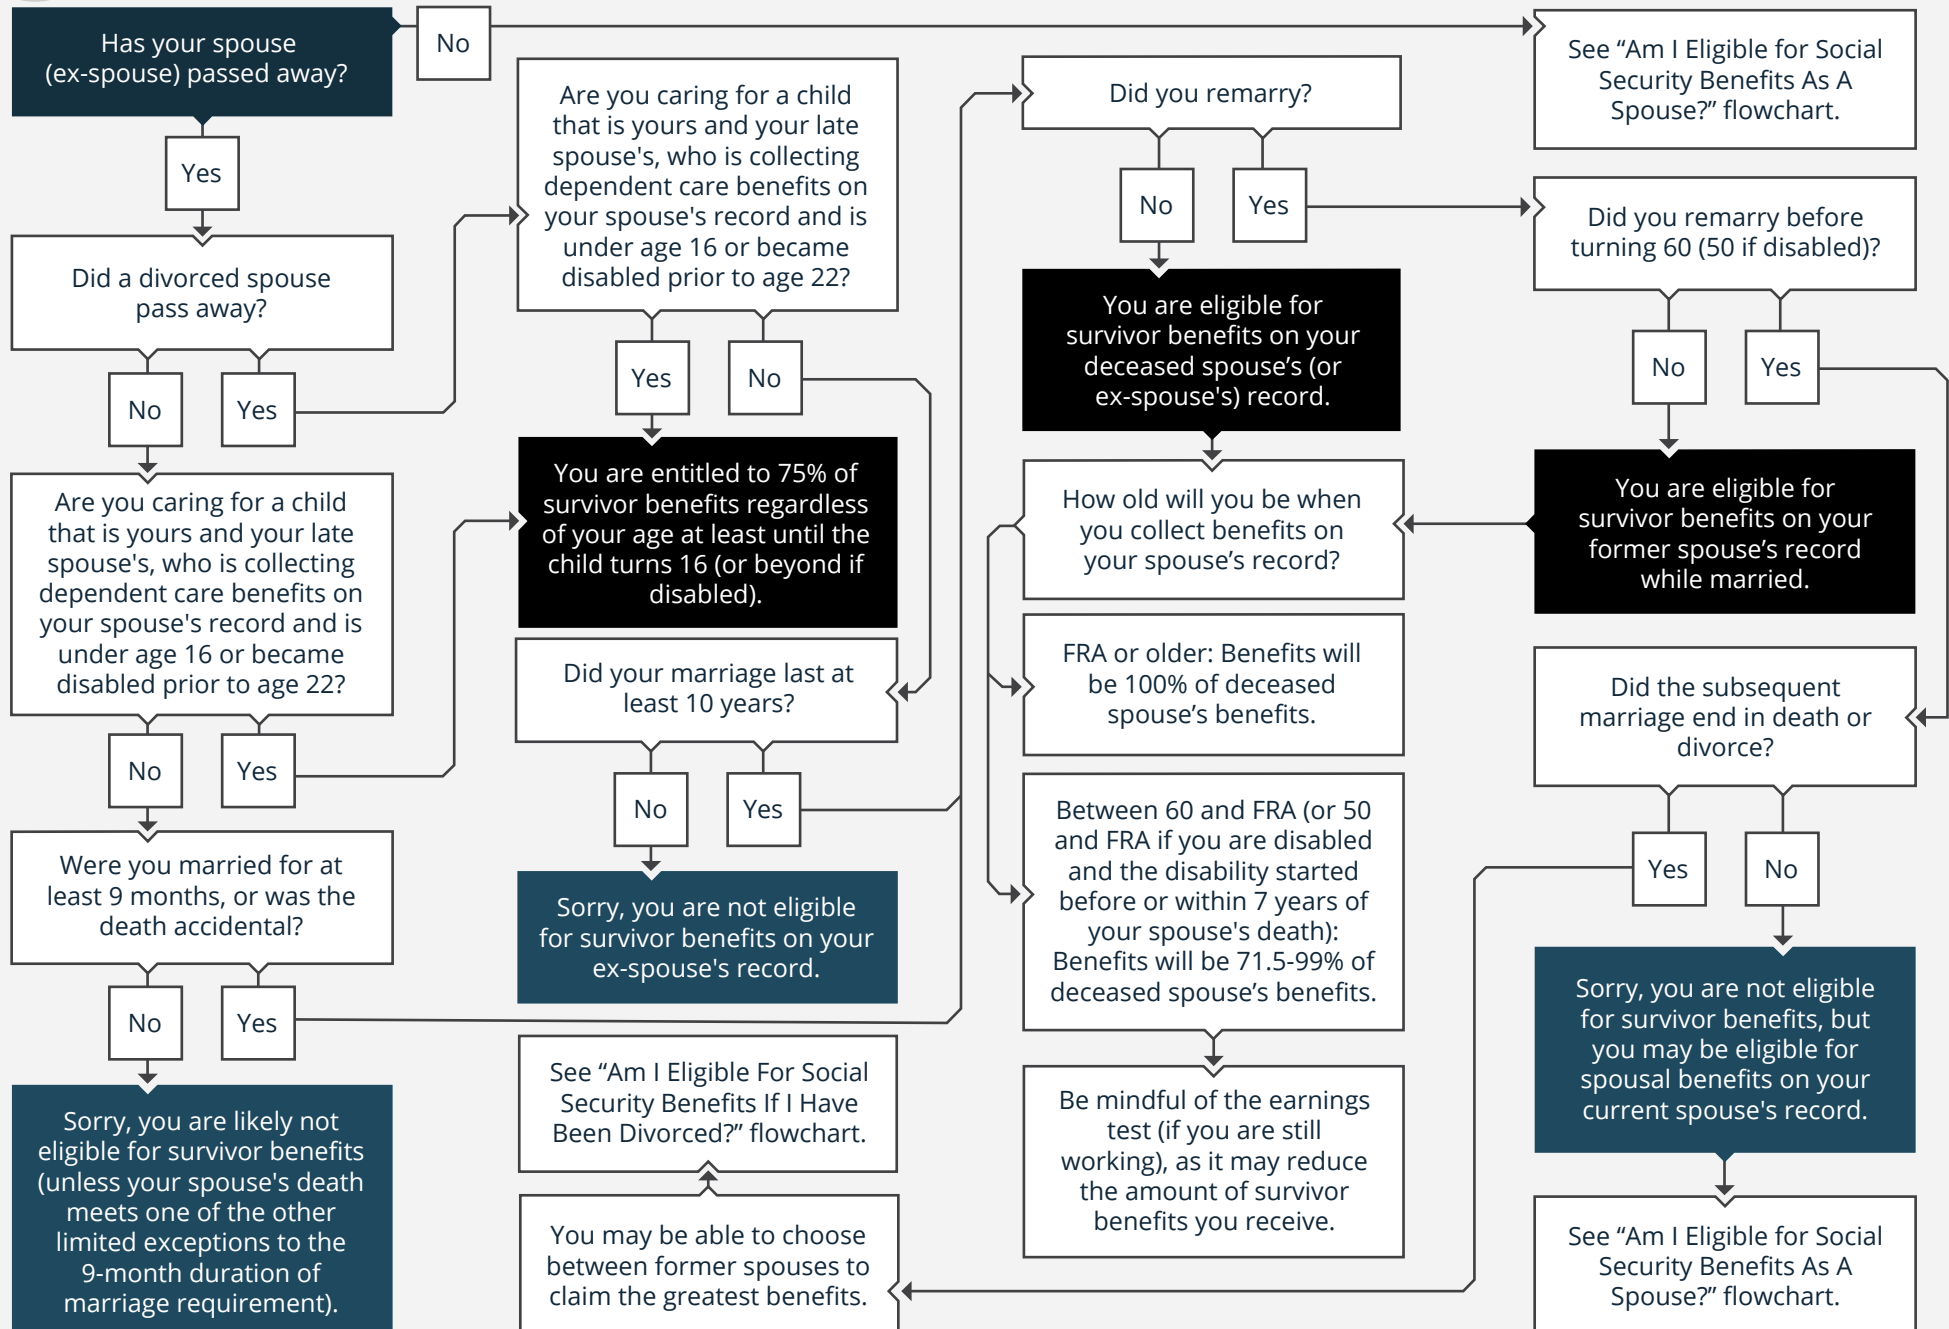 Has your spouse
(ex-spouse) passed away?
No
Yes
Did a divorced spouse
pass away?
No
Yes
Are you caring for a child
that is yours and your late
spouse's, who is collecting
dependent care benefits on
your spouse's record and is
under age 16 or became
disabled prior to age 22?
No
Yes
Were you married for at
least 9 months, or was the
death accidental?
No
Yes
Sorry, you are likely not
eligible for survivor benefits
(unless your spouse's death
meets one of the other
limited exceptions to the
9-month duration of
marriage requirement).
Are you caring for a child
that is yours and your late
spouse's, who is collecting
dependent care benefits on
your spouse's record and is
under age 16 or became
disabled prior to age 22?
Yes
No
You are entitled to 75% of
survivor benefits regardless
of your age at least until the
child turns 16 (or beyond if
disabled).
Did your marriage last at
least 10 years?
No
Yes
Sorry, you are not eligible
for survivor benefits on your
ex-spouse's record.
See “Am I Eligible For Social
Security Benefits If I Have
Been Divorced?” flowchart.
You may be able to choose
between former spouses to
claim the greatest benefits.
Did you remarry?
No
Yes
You are eligible for
survivor benefits on your
deceased spouse’s (or
ex-spouse's) record.
How old will you be when
you collect benefits on
your spouse’s record?
FRA or older: Benefits will
be 100% of deceased
spouse’s benefits.
Between 60 and FRA (or 50
and FRA if you are disabled
and the disability started
before or within 7 years of
your spouse's death):
Benefits will be 71.5-99% of
deceased spouse’s benefits.
Be mindful of the earnings
test (if you are still
working), as it may reduce
the amount of survivor
benefits you receive.
See “Am I Eligible for Social
Security Benefits As A
Spouse?” flowchart.
Did you remarry before
turning 60 (50 if disabled)?
No
Yes
You are eligible for
survivor benefits on your
former spouse’s record
while married.
Did the subsequent
marriage end in death or
divorce?
Yes
No
Sorry, you are not eligible
for survivor benefits, but
you may be eligible for
spousal benefits on your
current spouse's record.
See “Am I Eligible for Social
Security Benefits As A
Spouse?” flowchart.